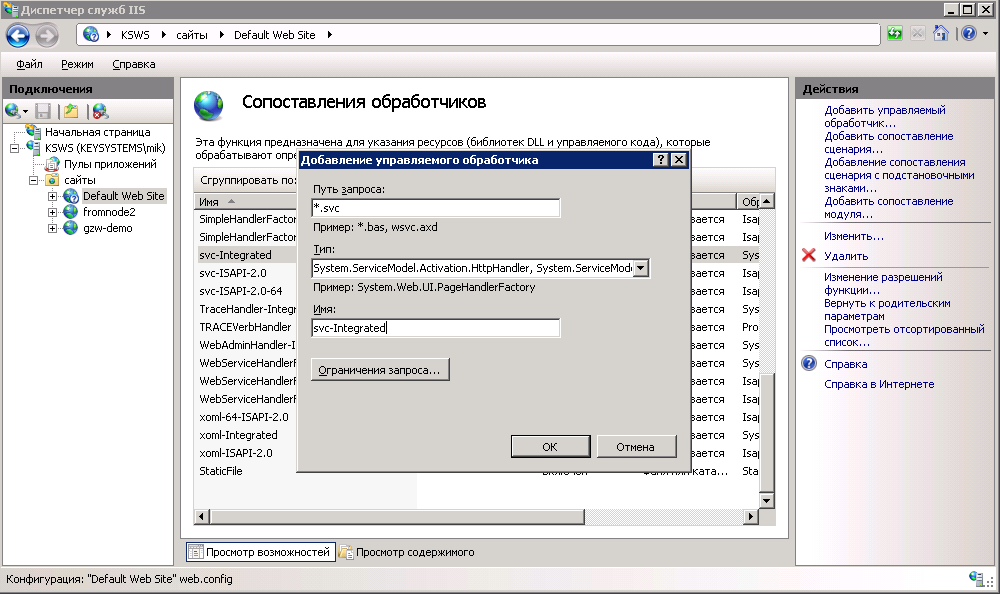 Диспетчер служб IIS
KSWS
сайты
Default Web Site
Файл
Режим
Справка
Подключения
Начальная страница
KSWS (KEYSYSTEMS\mik)
Пулы приложений
сайты
Default Web Site
fromnode2
gzw-demo
Сопоставления обработчиков
Эта функция предназначена для указания ресурсов (библиотек DLL и управляемого кода), которые
обрабатывают опр
Сгруппировать по:
Имя
Обр
SimpleHandlerFactor
вается
Isa
SimpleHandlerFactor
вается
Isa
svc-Integrated
вается
Sys
svc-ISAPI-2.0
вается
Isa
svc-ISAPI-2.0-64
вается
Isa
TraceHandler-Integr
вается
Sys
TRACEVerbHandler
вается
Pro
WebAdminHandler-I
вается
Sys
WebServiceHandlerF
вается
Sys
WebServiceHandlerF
вается
Isa
WebServiceHandlerF
вается
Isa
xoml-64-ISAPI-2.0
вается
Isa
xoml-Integrated
вается
Sys
xoml-ISAPI-2.0
вается
Isa
StaticFile
Sta
Добавление управляемого обработчика
Путь запроса:
*.svc
Пример: *.bas, wsvc.axd
Тип:
System.ServiceModel.Activation.HttpHandler, System.ServiceMod
Пример: System.Web.UI.PageHandlerFactory
Имя:
svc-Integrated
Ограничения запроса...
OK
Отмена
Просмотр возможностей
Просмотр содержимого
Действия
Добавить управляемый
обработчик...
Добавить сопоставление
сценария...
Добавление сопоставления
сценария с подстановочными
знаками...
Добавить сопоставление
модуля...
Изменить...
Удалить
Изменение разрешений
функции...
Вернуть к родительским
параметрам
Просмотреть отсортированный
список...
Справка
Справка в Интернете
Конфигурация: "Default Web Site" web.config